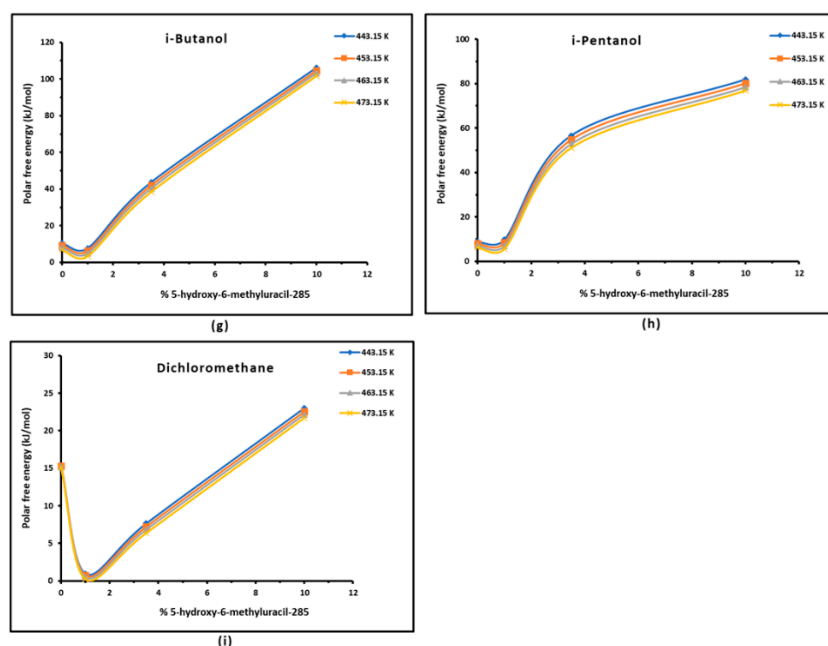 i-Butanol
443.15 K
453.15 K
463.15 K
473.15 K
Polar free energy (kJ/mol)
120
100
80
60
40
20
0
0 2 4 6 8 10 12
% 5-hydroxy-6-methyluracil-285
(g)
i-Pentanol
443.15 K
453.15 K
463.15 K
473.15 K
Polar free energy (kJ/mol)
100
80
60
40
20
0
0 2 4 6 8 10 12
% 5-hydroxy-6-methyluracil-285
(h)
Dichloromethane
443.15 K
453.15 K
463.15 K
473.15 K
Polar free energy (kJ/mol)
30
25
20
15
10
5
0
0 2 4 6 8 10 12
% 5-hydroxy-6-methyluracil-285
(i)